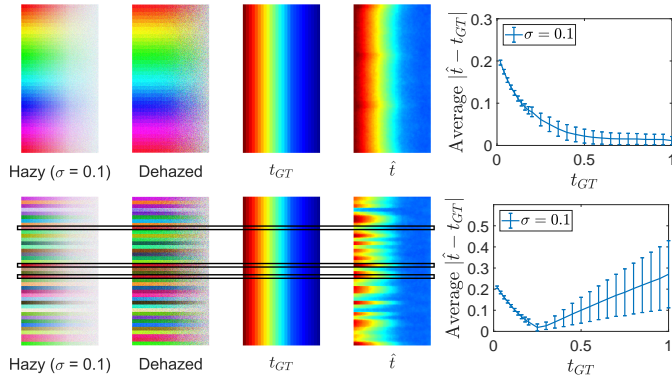 0.3
0.2
0.1
0
Average |t̂ − t_GT|
σ = 0.1
0 0.5 1
t_GT
Hazy (σ = 0.1) Dehazed t_GT t̂
0.5
0.4
0.3
0.2
0.1
0
Average |t̂ − t_GT|
σ = 0.1
0 0.5 1
t_GT
Hazy (σ = 0.1) Dehazed t_GT t̂